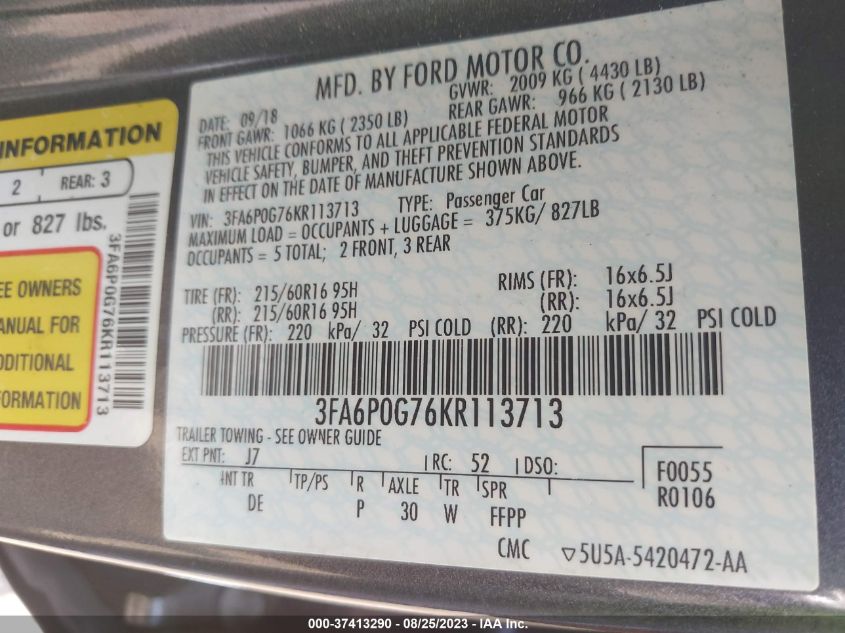 INFORMATION
2 REAR: 3
or 827 lbs.
EE OWNERS
ANUAL FOR
DDITIONAL
FORMATION
3FA6P0G76KR113713
MFD. BY FORD MOTOR CO.
DATE: 09/18 GVWR: 2009 KG ( 4430 LB)
FRONT GAWR: 1066 KG ( 2350 LB) REAR GAWR: 966 KG ( 2130 LB)
THIS VEHICLE CONFORMS TO ALL APPLICABLE FEDERAL MOTOR
VEHICLE SAFETY, BUMPER, AND THEFT PREVENTION STANDARDS
IN EFFECT ON THE DATE OF MANUFACTURE SHOWN ABOVE.
VIN: 3FA6P0G76KR113713 TYPE: Passenger Car
MAXIMUM LOAD = OCCUPANTS + LUGGAGE = 375KG/ 827LB
OCCUPANTS = 5 TOTAL; 2 FRONT, 3 REAR
TIRE (FR): 215/60R16 95H RIMS (FR): 16x6.5J
(RR): 215/60R16 95H (RR): 16x6.5J
PRESSURE (FR): 220 kPa/ 32 PSI COLD (RR): 220 kPa/ 32 PSI COLD
3FA6P0G76KR113713
TRAILER TOWING - SEE OWNER GUIDE
EXT PNT: J7 RC: 52 DSO: F0055
INT TR TP/PS R AXLE TR SPR R0106
DE P 30 W FFPP
CMC ▽5U5A-5420472-AA
000-37413290 - 08/25/2023 - IAA Inc.